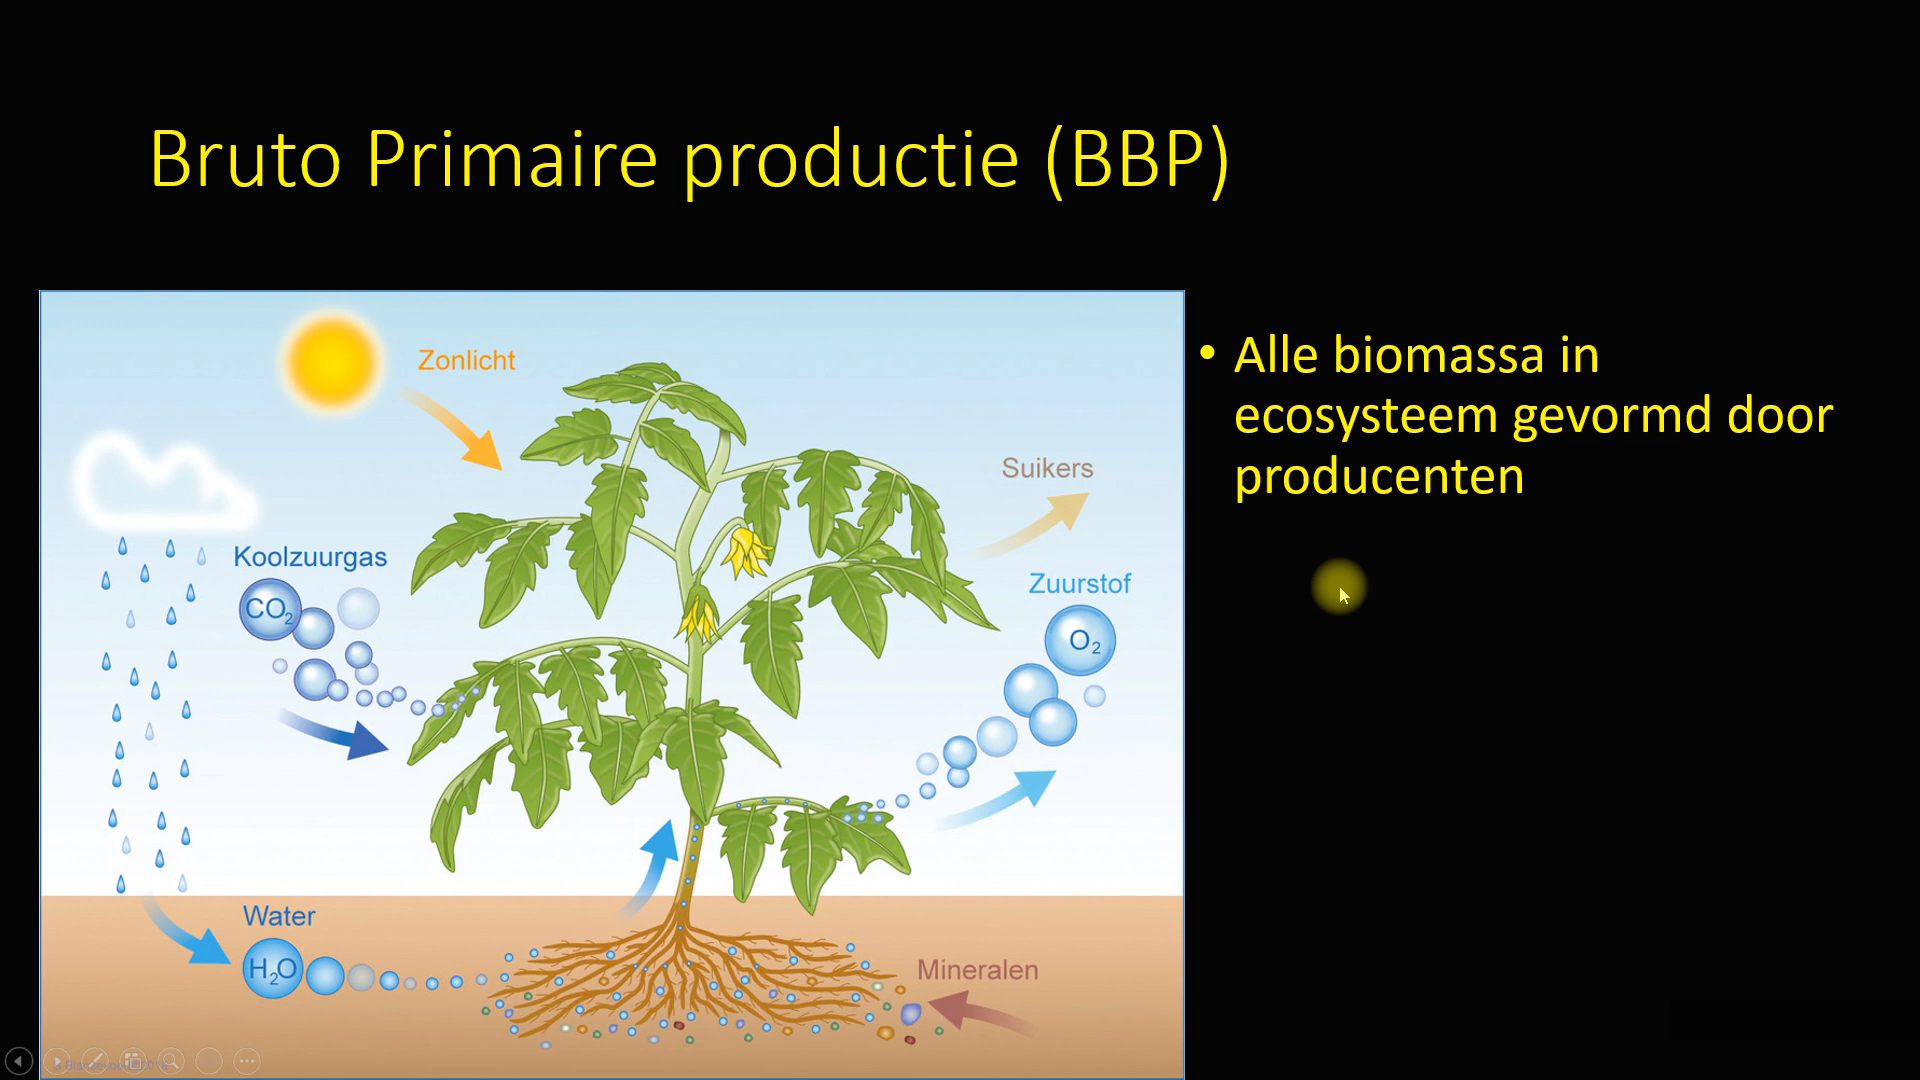 Bruto Primaire productie (BBP)
Zonlicht
• Alle biomassa in
ecosysteem gevormd door
producenten
Suikers
Koolzuurgas
CO₂
Zuurstof
O₂
Water
H₂O
Mineralen